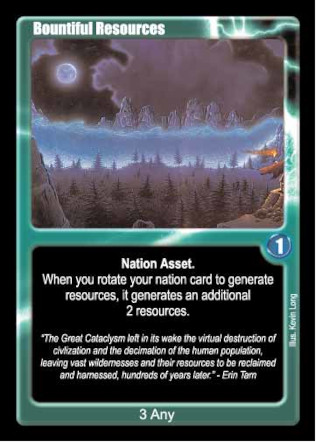 Bountiful Resources
1
Nation Asset.
When you rotate your nation card to generate
resources, it generates an additional
2 resources.
"The Great Cataclysm left in its wake the virtual destruction of
civlization and the decimation of the human population,
leaving vast wildernesses and their resources to be reclaimed
and harnessed, hundreds of years later." - Erin Tarn
Illus. Kevin Long
3 Any